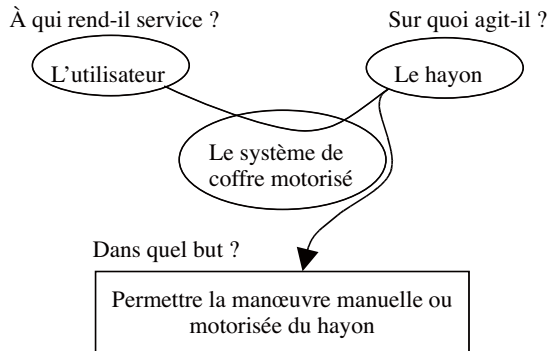 À qui rend-il service ?
Sur quoi agit-il ?
L'utilisateur
Le hayon
Le système de
coffre motorisé
Dans quel but ?
Permettre la manœuvre manuelle ou
motorisée du hayon